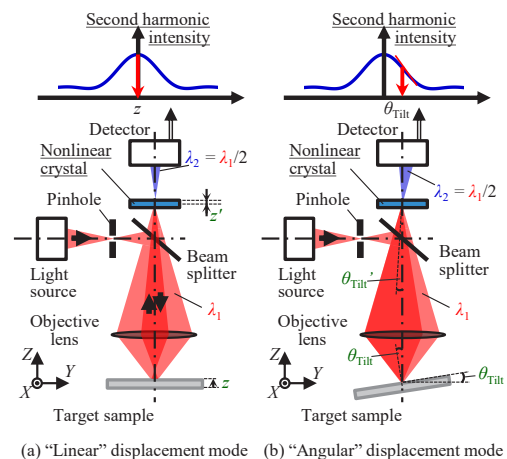 Second harmonic
intensity
z
Detector
Nonlinear
crystal
λ₂ = λ₁/2
Pinhole
z'
Light
source
Beam
splitter
λ₁
Objective
lens
Z
Y
X
z
Target sample
(a) “Linear” displacement mode
Second harmonic
intensity
θTilt
Detector
Nonlinear
crystal
λ₂ = λ₁/2
Pinhole
Light
source
Beam
splitter
θTilt'
λ₁
Objective
lens
θTilt
θTilt
Z
Y
X
Target sample
(b) “Angular” displacement mode